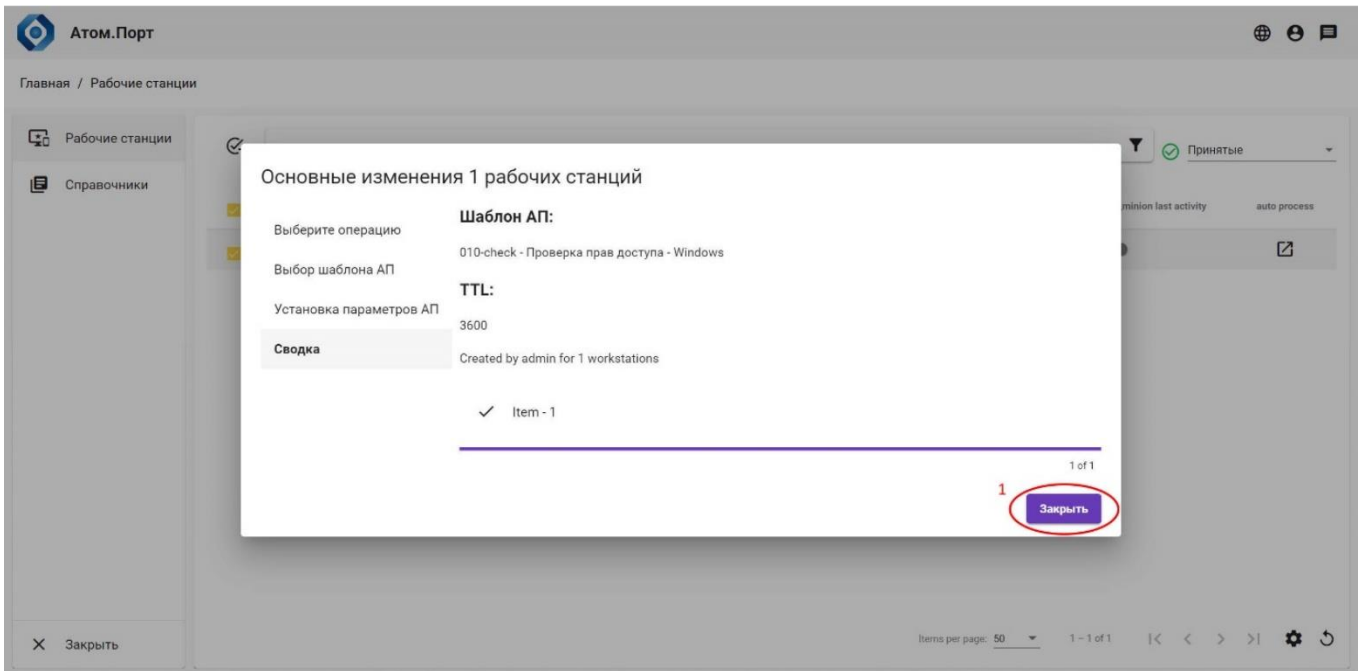 Атом.Порт
Главная / Рабочие станции
Рабочие станции
Справочники
Принятые
minion last activity
auto process
Основные изменения 1 рабочих станций
Выберите операцию
Выбор шаблона АП
Установка параметров АП
Сводка
Шаблон АП:
010-check - Проверка прав доступа - Windows
TTL:
3600
Created by admin for 1 workstations
Item - 1
1 of 1
1
Закрыть
Закрыть
Items per page: 50
1 – 1 of 1